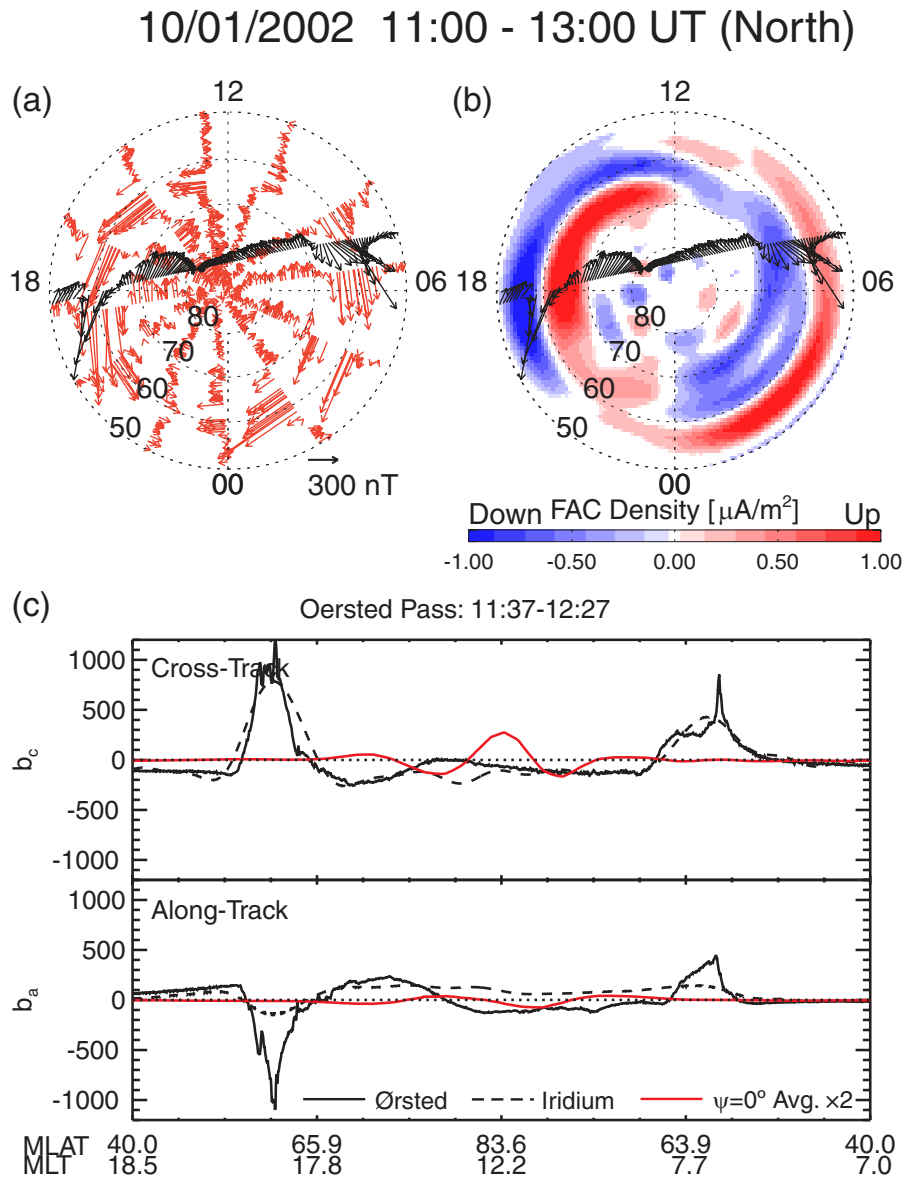 10/01/2002 11:00 - 13:00 UT (North)
(a)
12
18
06
80
70
60
50
00
300 nT
(b)
12
18
06
80
70
60
50
00
Down FAC Density [μA/m²] Up
-1.00 -0.50 0.00 0.50 1.00
(c)
Oersted Pass: 11:37-12:27
Cross-Track
1000
500
0
-500
-1000
b_c
Along-Track
1000
500
0
-500
-1000
b_a
Ørsted Iridium ψ=0° Avg. ×2
MLAT 40.0 65.9 83.6 63.9 40.0
MLT 18.5 17.8 12.2 7.7 7.0